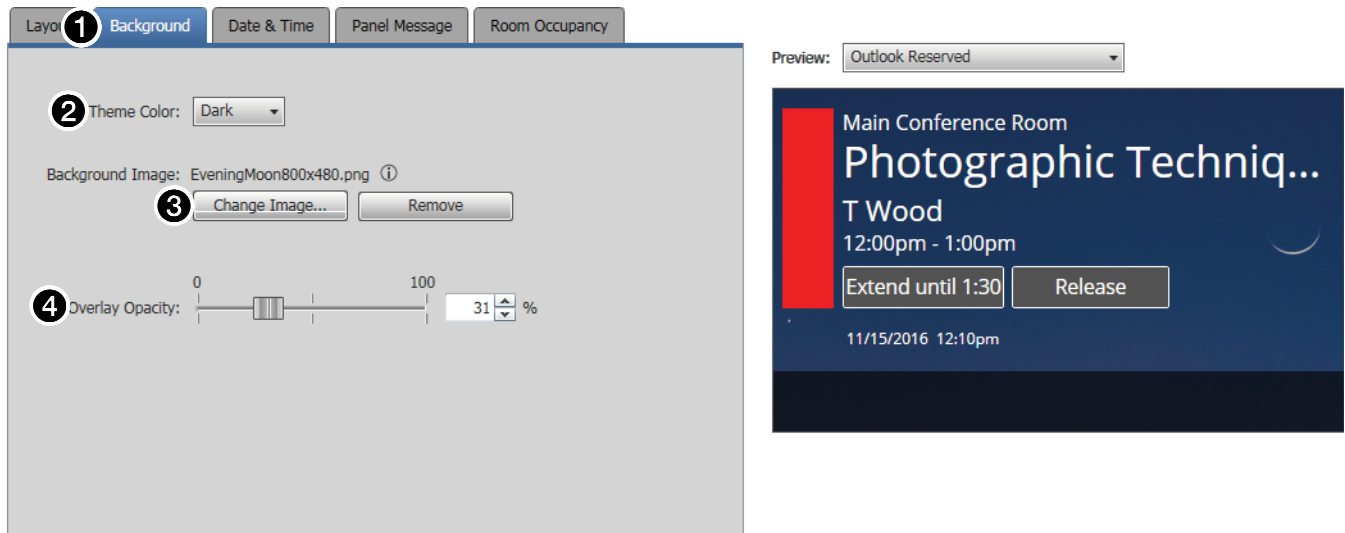 Layou 1 Background Date & Time Panel Message Room Occupancy
2 Theme Color: Dark
Background Image: EveningMoon800x480.png ⓘ
3 Change Image... Remove
0 100
4 Overlay Opacity: 31 %
Preview: Outlook Reserved
Main Conference Room
Photographic Techniq...
T Wood
12:00pm - 1:00pm
Extend until 1:30 Release
11/15/2016 12:10pm